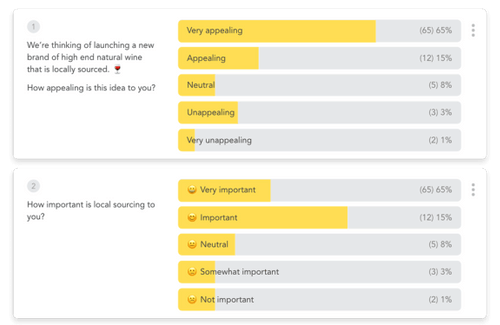 1
We're thinking of launching a new
brand of high end natural wine
that is locally sourced. 🍷
How appealing is this idea to you?
Very appealing (65) 65%
Appealing (12) 15%
Neutral (5) 8%
Unappealing (3) 3%
Very unappealing (2) 1%
2
How important is local sourcing to
you?
😀 Very important (65) 65%
😀 Important (12) 15%
😐 Neutral (5) 8%
😕 Somewhat important (3) 3%
🙁 Not important (2) 1%